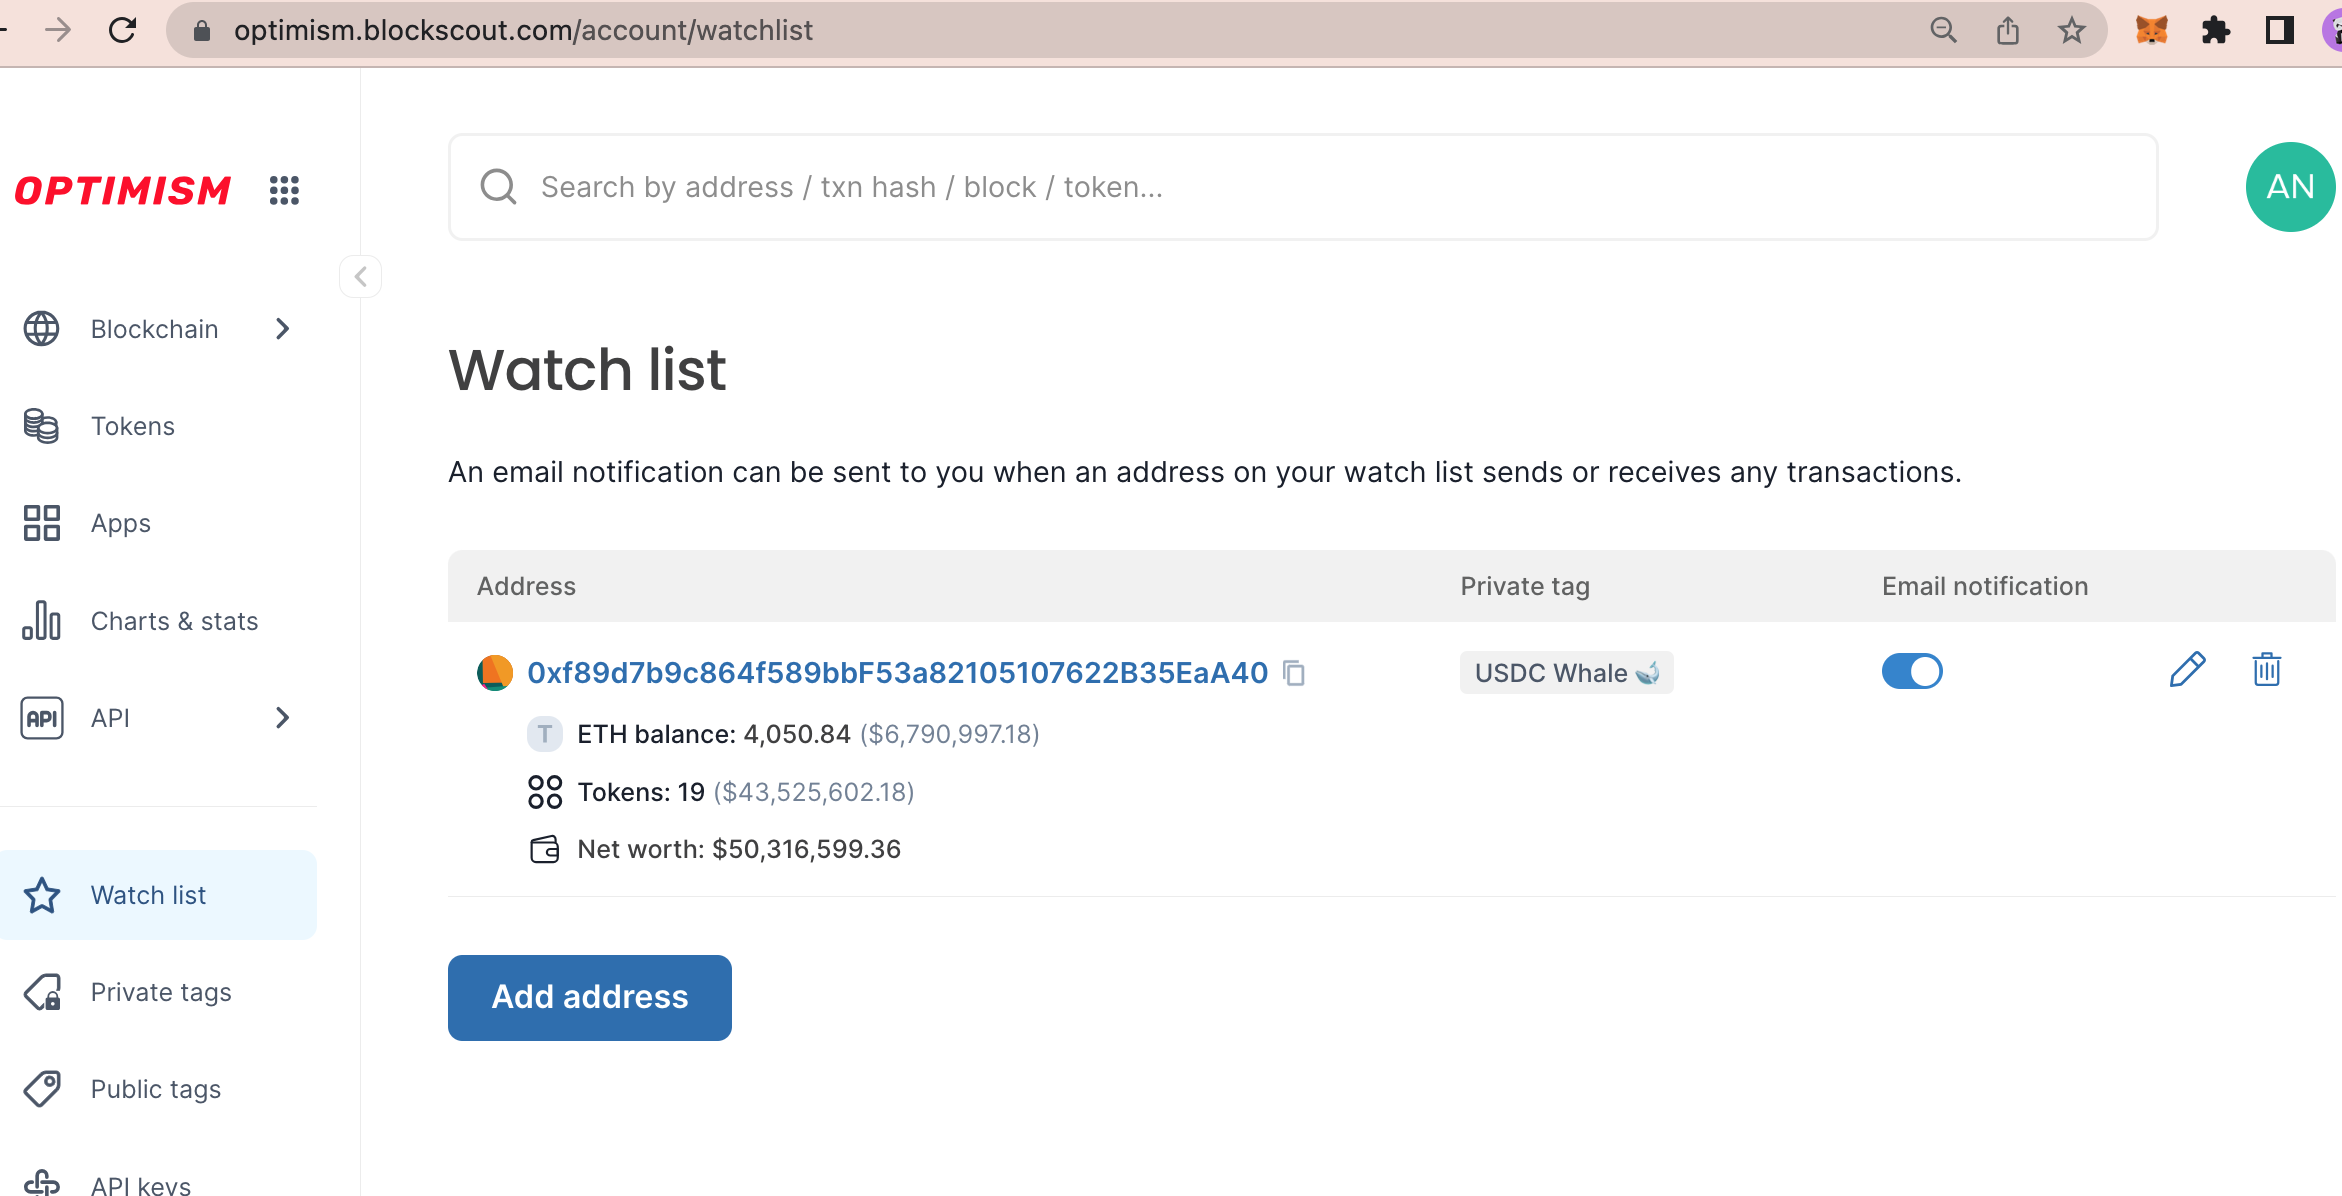 optimism.blockscout.com/account/watchlist
OPTIMISM
Search by address / txn hash / block / token...
AN
Blockchain
Tokens
Apps
Charts & stats
API API
Watch list
Private tags
Public tags
API keys
Watch list
An email notification can be sent to you when an address on your watch list sends or receives any transactions.
Address Private tag Email notification
0xf89d7b9c864f589bbF53a82105107622B35EaA40 USDC Whale 🐋
T ETH balance: 4,050.84 ($6,790,997.18)
Tokens: 19 ($43,525,602.18)
Net worth: $50,316,599.36
Add address